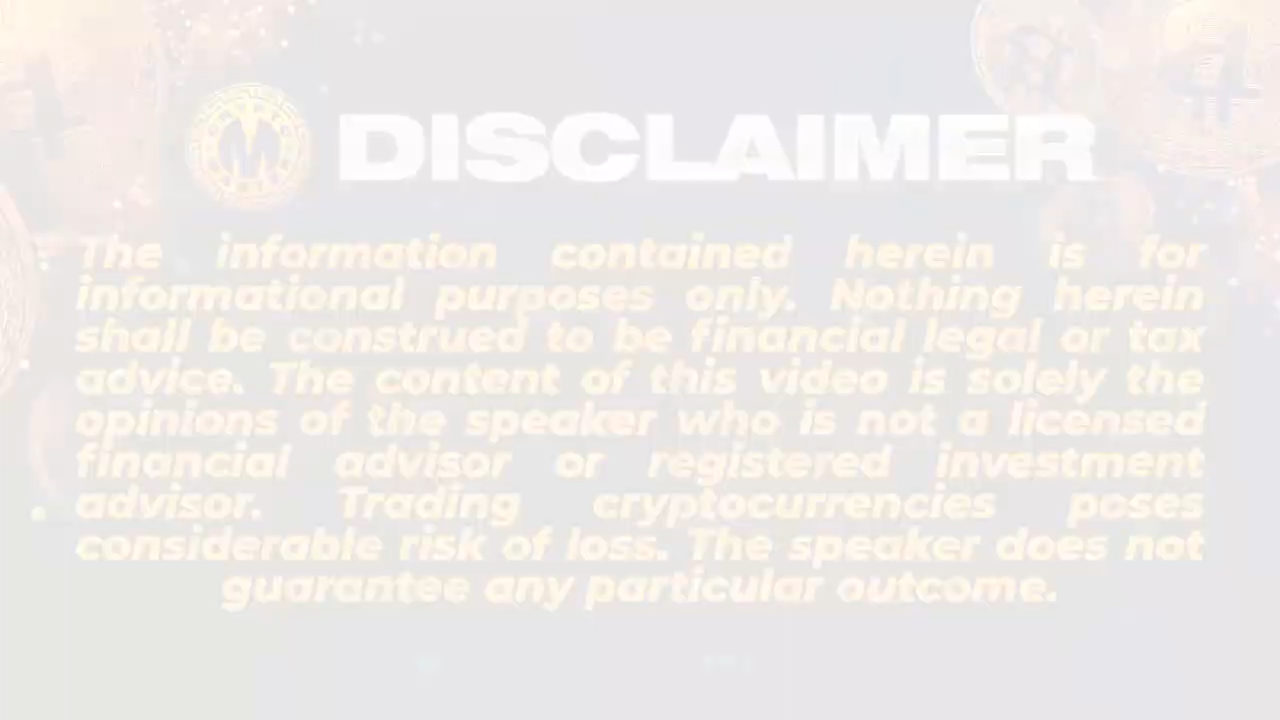 DISCLAIMER
The information contained herein is for
informational purposes only. Nothing herein
shall be construed to be financial legal or tax
advice. The content of this video is solely the
opinions of the speaker who is not a licensed
financial advisor or registered investment
advisor. Trading cryptocurrencies poses
considerable risk of loss. The speaker does not
guarantee any particular outcome.